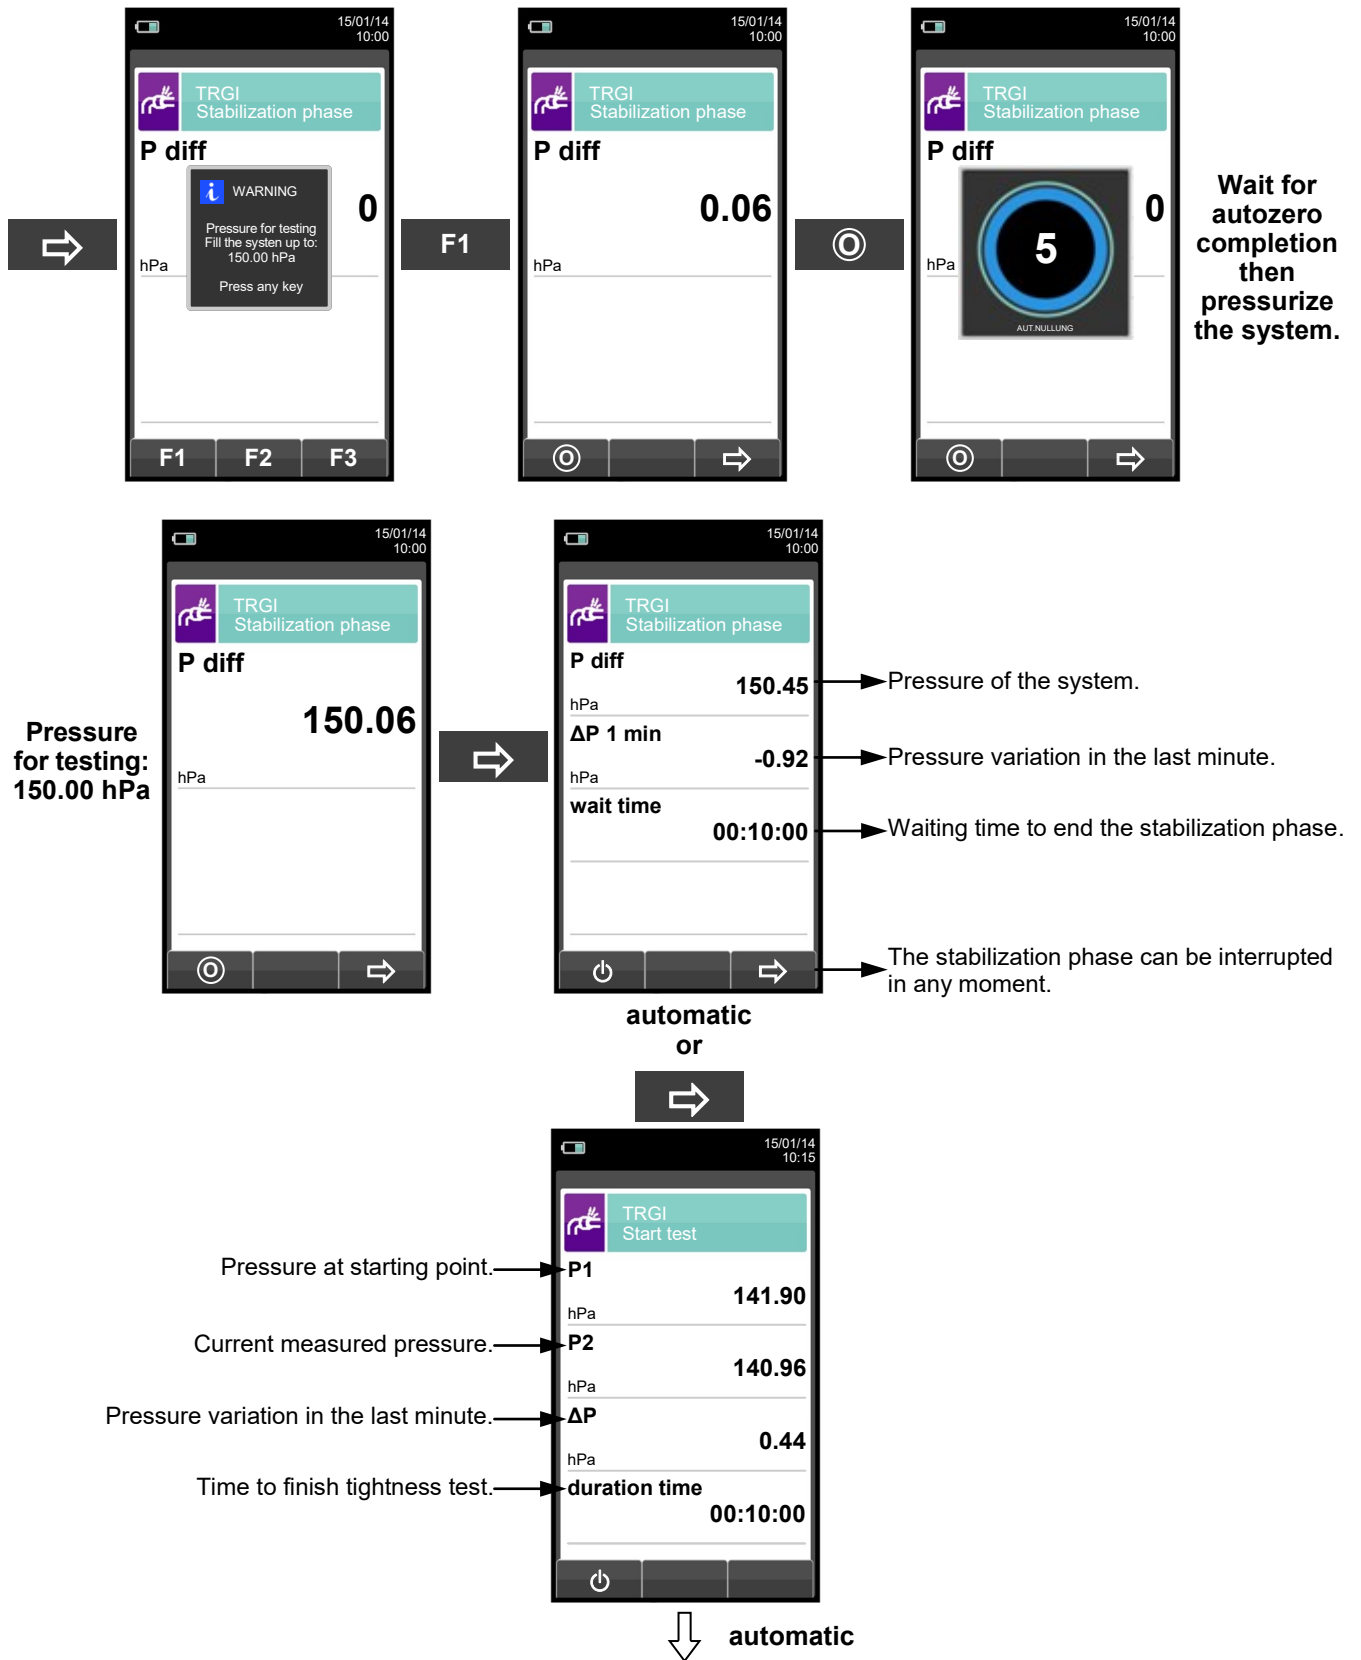 15/01/14
10:00
TRGI
Stabilization phase
P diff
0
hPa
i WARNING
Pressure for testing
Fill the systen up to:
150.00 hPa
Press any key
F1 F2 F3
F1
15/01/14
10:00
TRGI
Stabilization phase
P diff
0.06
hPa
15/01/14
10:00
TRGI
Stabilization phase
P diff
0
hPa
5
AUT.NULLUNG
Wait for
autozero
completion
then
pressurize
the system.
Pressure
for testing:
150.00 hPa
15/01/14
10:00
TRGI
Stabilization phase
P diff
150.06
hPa
15/01/14
10:00
TRGI
Stabilization phase
P diff
150.45
hPa
ΔP 1 min
-0.92
hPa
wait time
00:10:00
Pressure of the system.
Pressure variation in the last minute.
Waiting time to end the stabilization phase.
The stabilization phase can be interrupted
in any moment.
automatic
or
15/01/14
10:15
TRGI
Start test
Pressure at starting point.
P1
141.90
hPa
Current measured pressure.
P2
140.96
hPa
Pressure variation in the last minute.
ΔP
0.44
hPa
Time to finish tightness test.
duration time
00:10:00
automatic